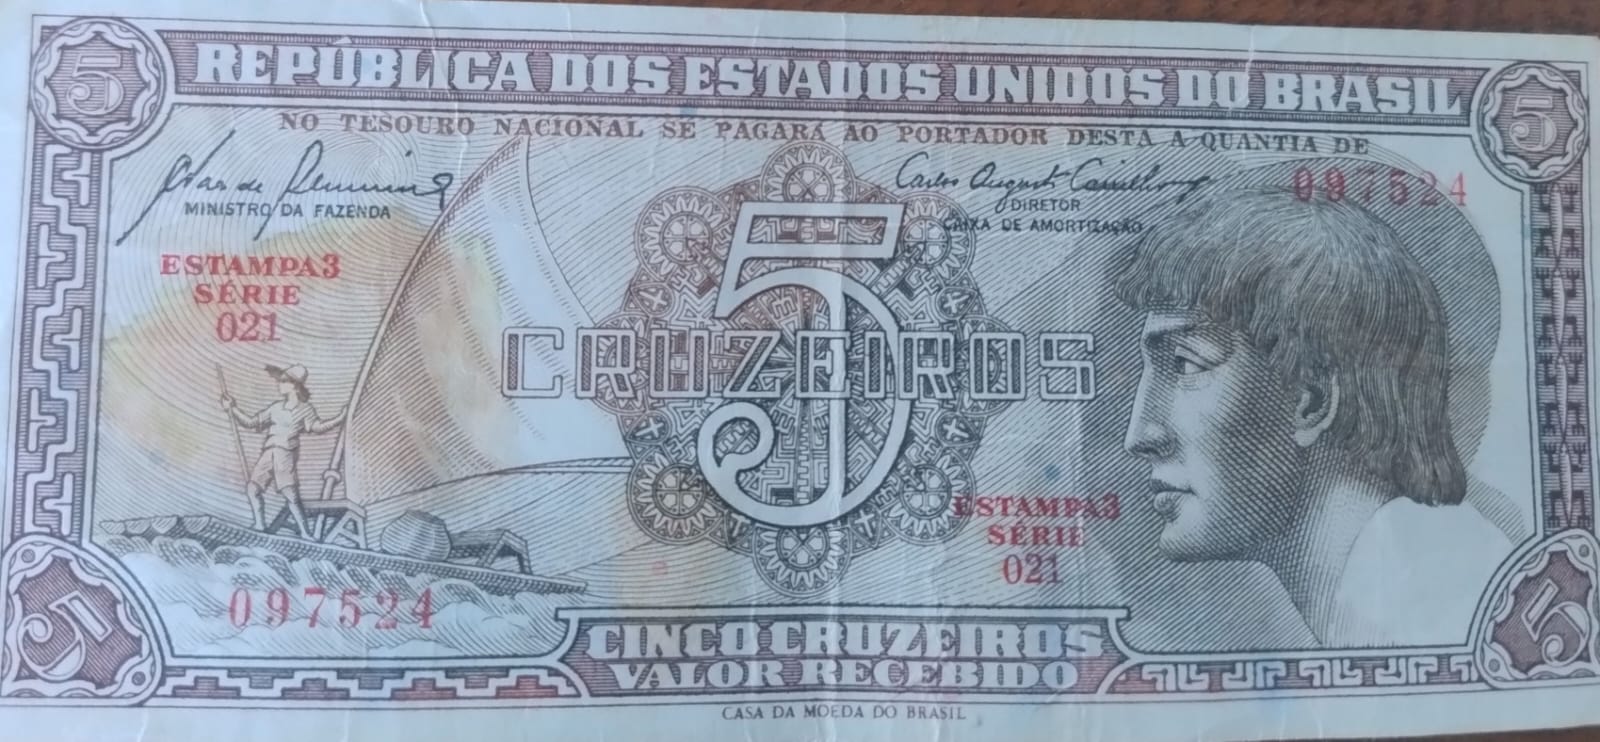 5 REPÚBLICA DOS ESTADOS UNIDOS DO BRASIL 5
NO TESOURO NACIONAL SE PAGARÁ AO PORTADOR DESTA A QUANTIA DE
097524
MINISTRO DA FAZENDA
DIRETOR
CAIXA DE AMORTIZAÇÃO
ESTAMPA3
SÉRIE
021
5
CRUZEIROS
ESTAMPA3
SÉRIE
021
097524
5 CINCO CRUZEIROS 5
VALOR RECEBIDO
CASA DA MOEDA DO BRASIL